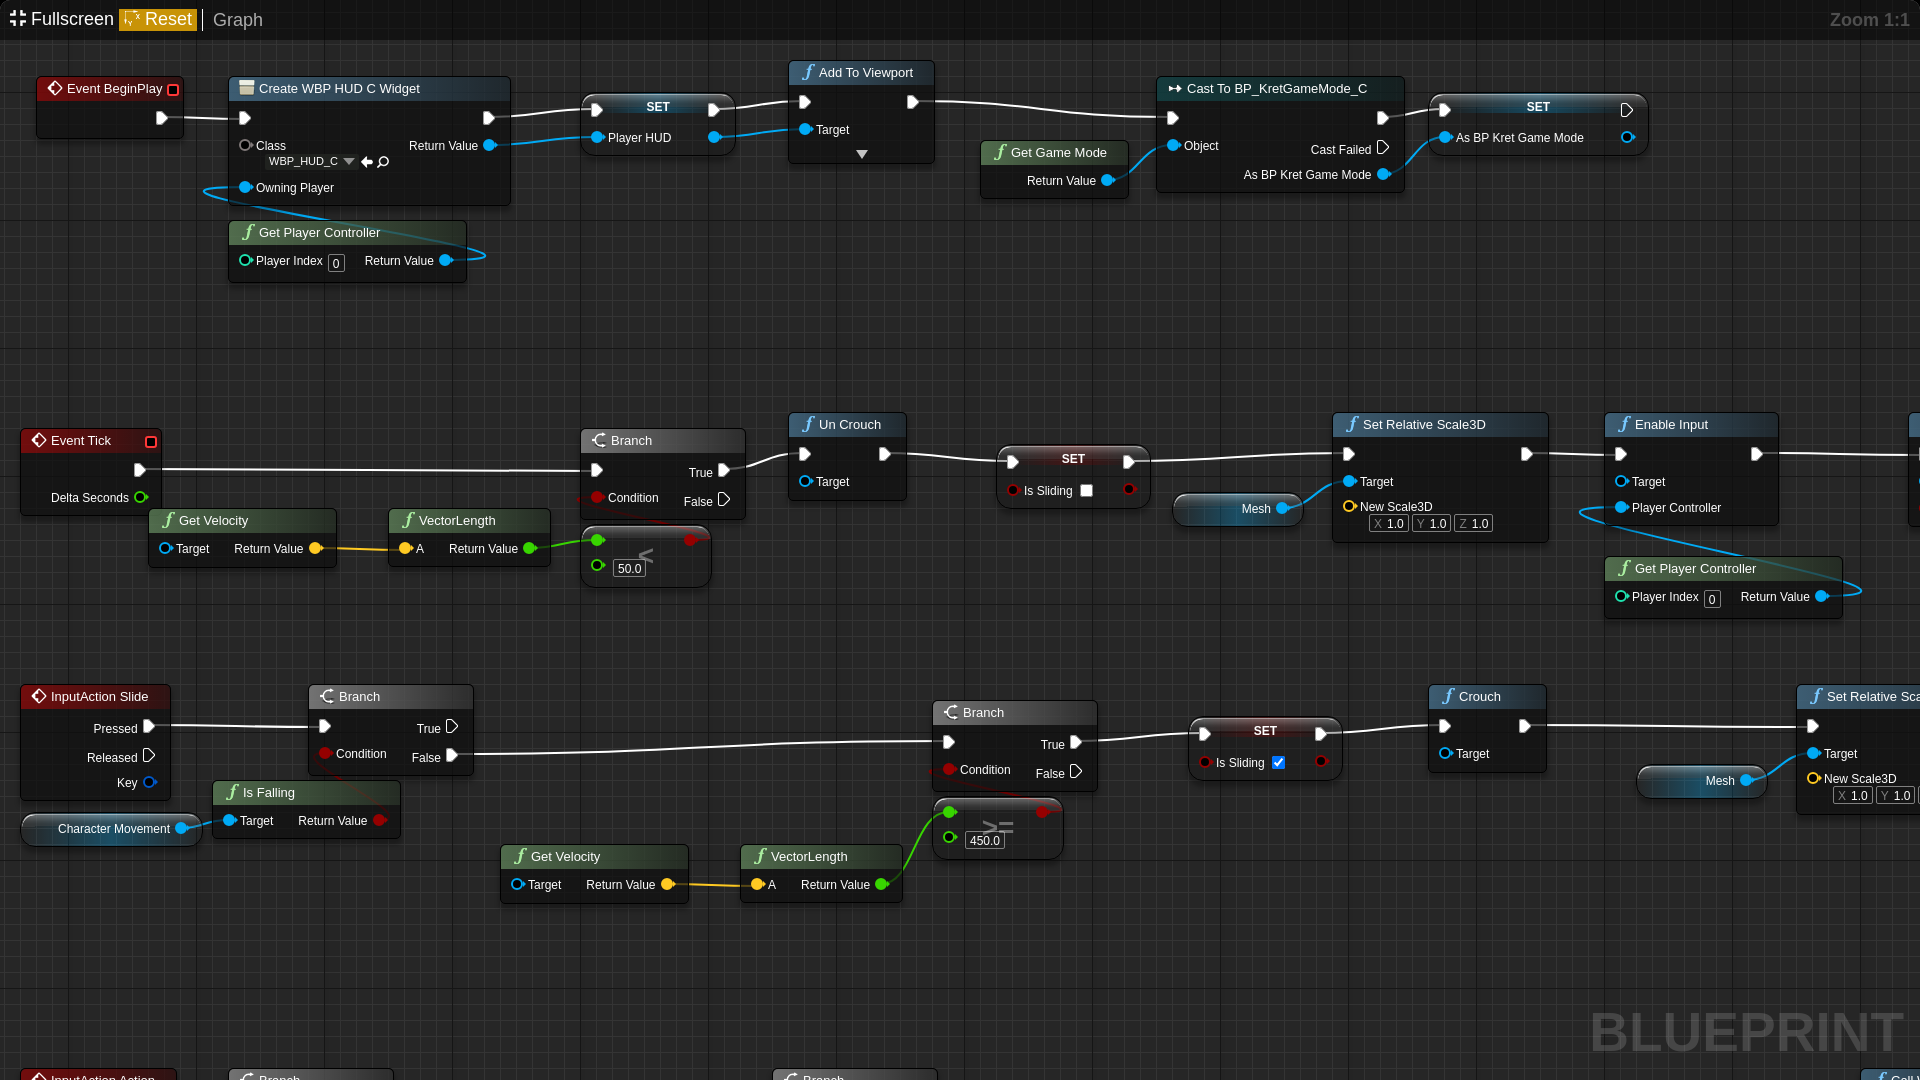 Fullscreen Reset Graph Zoom 1:1
Event BeginPlay
Create WBP HUD C Widget
Class
WBP_HUD_C
Owning Player
Return Value
Get Player Controller
Player Index 0 Return Value
SET
Player HUD
Add To Viewport
Target
Get Game Mode
Return Value
Cast To BP_KretGameMode_C
Object
Cast Failed
As BP Kret Game Mode
SET
As BP Kret Game Mode
Event Tick
Delta Seconds
Get Velocity
Target Return Value
VectorLength
A Return Value
Branch
True
Condition
False
<
50.0
Un Crouch
Target
SET
Is Sliding
Mesh
Set Relative Scale3D
Target
New Scale3D
X 1.0 Y 1.0 Z 1.0
Enable Input
Target
Player Controller
Get Player Controller
Player Index 0 Return Value
InputAction Slide
Pressed
Released
Key
Character Movement
Branch
True
Condition
False
Is Falling
Target Return Value
Get Velocity
Target Return Value
VectorLength
A Return Value
Branch
True
Condition
False
>=
450.0
SET
Is Sliding
Crouch
Target
Mesh
Set Relative Sca
Target
New Scale3D
X 1.0 Y 1.0
BLUEPRINT
InputAction Action
Branch
Branch